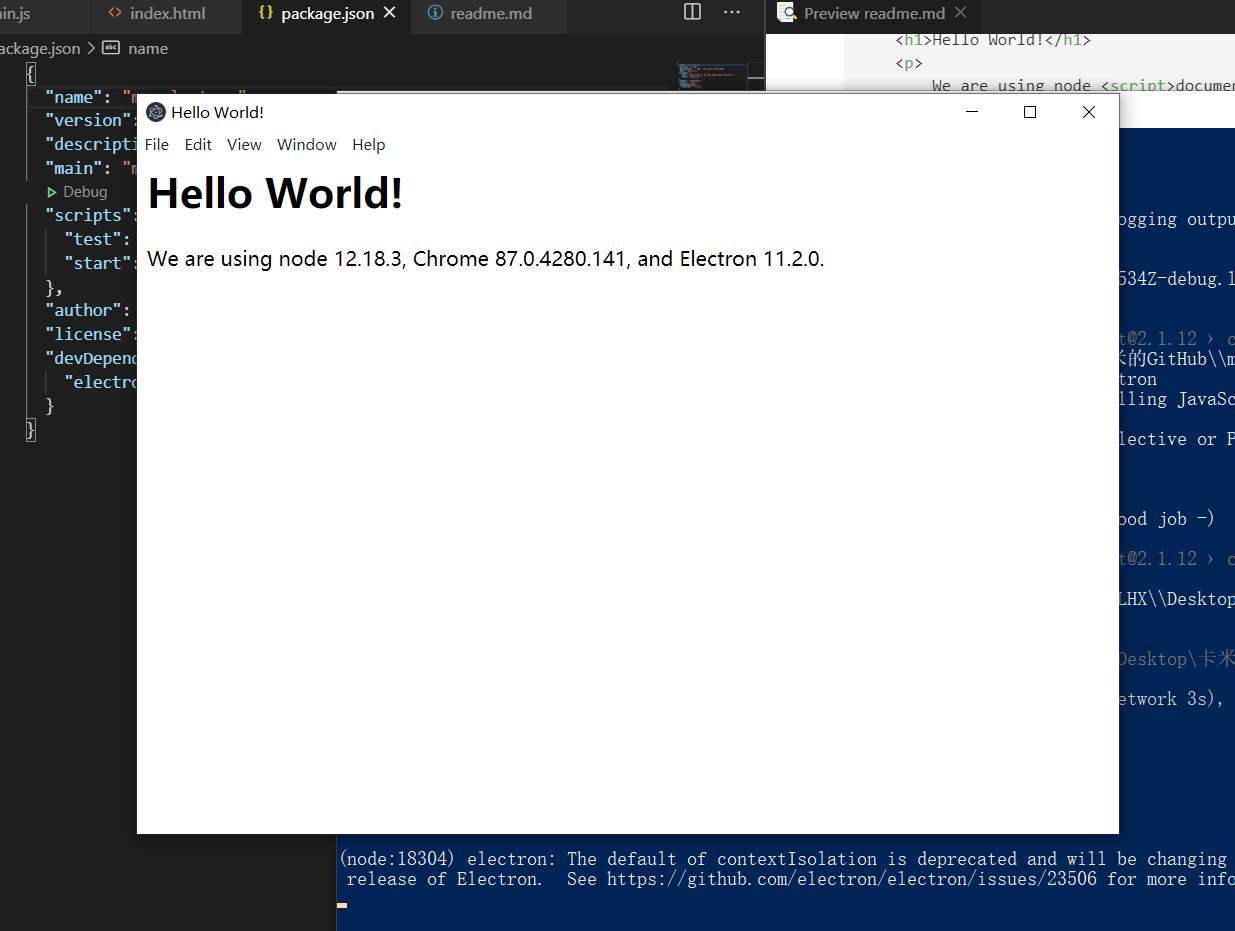 in.js
index.html
{} package.json
readme.md
Preview readme.md
ackage.json > name
{
"name": "m
"version":
"descripti
"main": "m
Debug
"scripts":
"test":
"start":
},
"author":
"license":
"devDepend
"electro
}
}
<h1>Hello World!</h1>
<p>
We are using node <script>documen
Hello World!
File Edit View Window Help
Hello World!
We are using node 12.18.3, Chrome 87.0.4280.141, and Electron 11.2.0.
ogging outpu
534Z-debug.l
t@2.1.12 › c
米的GitHub\\m
tron
lling JavaSc
lective or P
ood job -)
t@2.1.12 › c
LHX\\Desktop
Desktop\卡米
etwork 3s),
(node:18304) electron: The default of contextIsolation is deprecated and will be changing
release of Electron.  See https://github.com/electron/electron/issues/23506 for more info